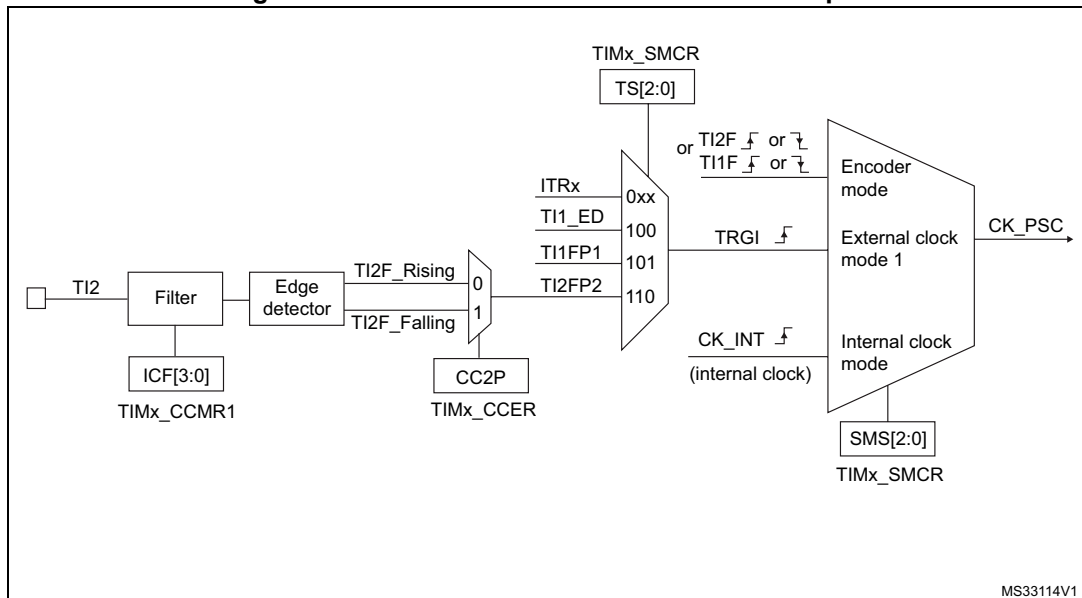 TIMx_SMCR
TS[2:0]
or TI2F or
TI1F or
Encoder
mode
ITRx
0xx
TI1_ED
100
TRGI
External clock
mode 1
CK_PSC
TI1FP1
101
TI2FP2
110
TI2
Filter
Edge
detector
TI2F_Rising
0
TI2F_Falling
1
CK_INT
(internal clock)
Internal clock
mode
ICF[3:0]
TIMx_CCMR1
CC2P
TIMx_CCER
SMS[2:0]
TIMx_SMCR
MS33114V1